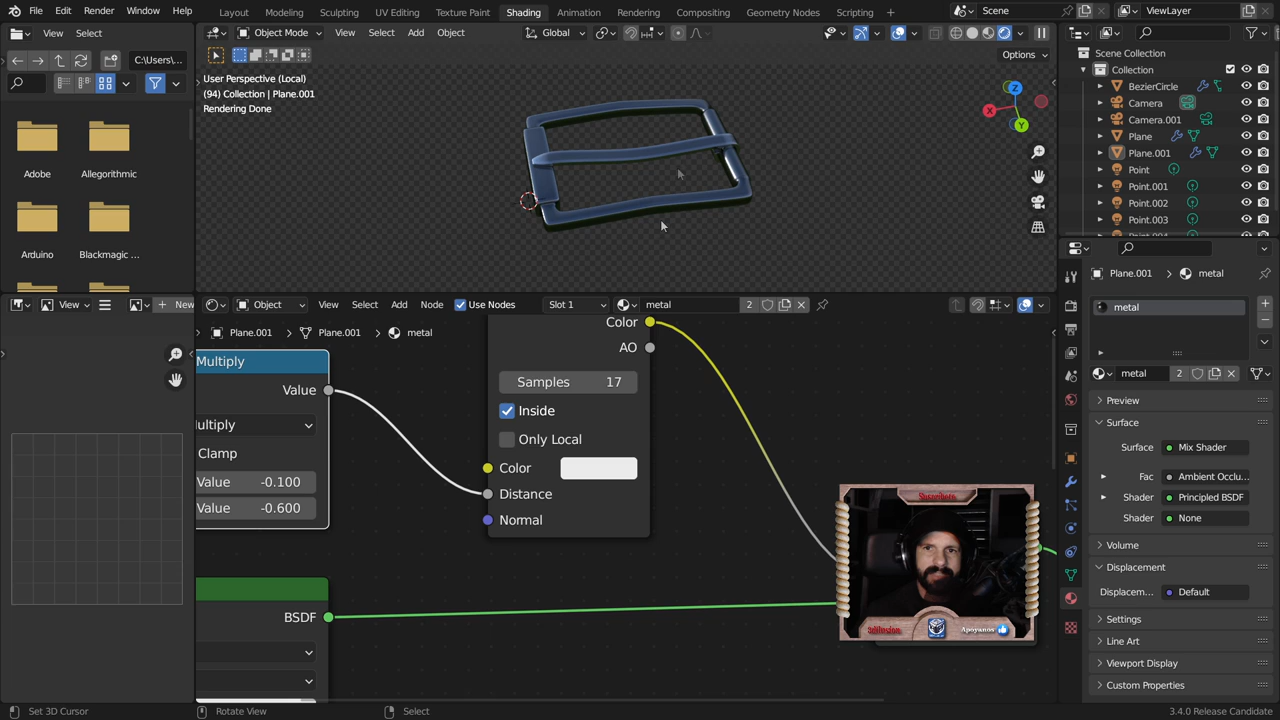 File Edit Render Window Help
Layout Modeling Sculpting UV Editing Texture Paint Shading Animation Rendering Compositing Geometry Nodes Scripting
Scene
ViewLayer
View Select
Object Mode View Select Add Object
Global
C:\Users\...
Options
User Perspective (Local)
(94) Collection | Plane.001
Rendering Done
Z
X
Y
Adobe
Allegorithmic
Arduino
Blackmagic ...
Scene Collection
Collection
BezierCircle
Camera
Camera.001
Plane
Plane.001
Point
Point.001
Point.002
Point.003
View
New
Object View Select Add Node Use Nodes Slot 1 metal 2
Plane.001 > Plane.001 > metal
Multiply
Value
ultiply
Clamp
Value -0.100
Value -0.600
BSDF
Color
AO
Samples 17
Inside
Only Local
Color
Distance
Normal
Apoyanos
Plane.001 > metal
metal
metal 2
Preview
Surface
Surface Mix Shader
Fac Ambient Occlu...
Shader Principled BSDF
Shader None
Volume
Displacement
Displacem... Default
Settings
Line Art
Viewport Display
Custom Properties
Set 3D Cursor Rotate View Select
3.4.0 Release Candidate